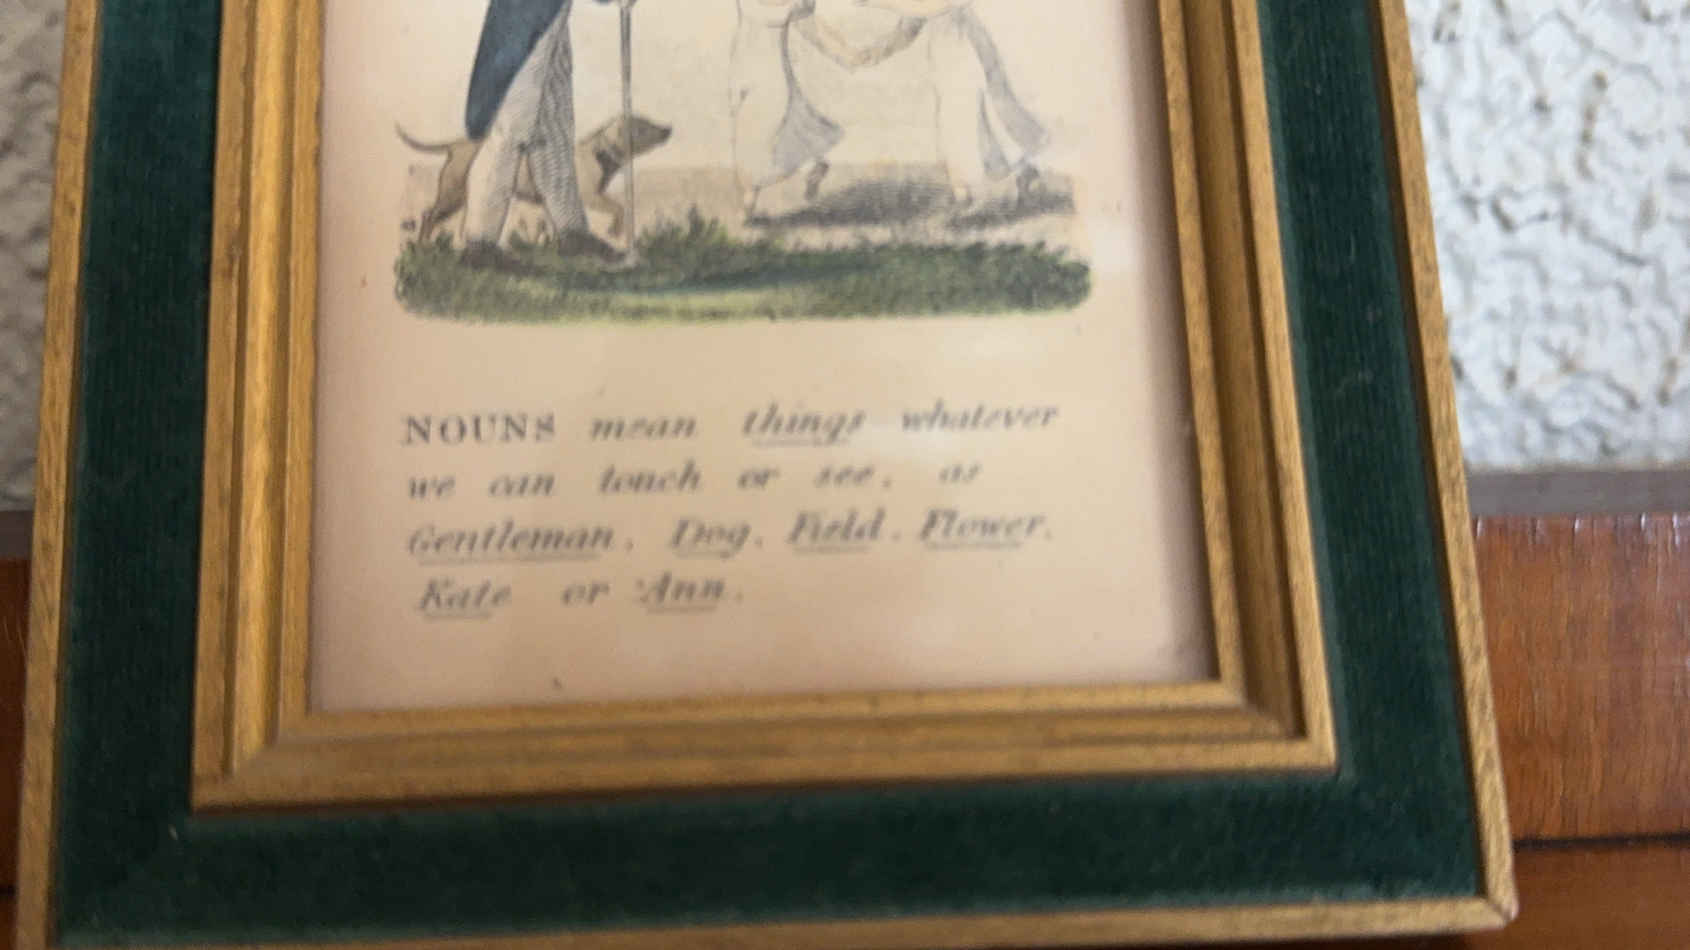 NOUNS mean things whatever
we can touch or see, as
Gentleman, Dog, Field, Flower,
Kate or Ann.